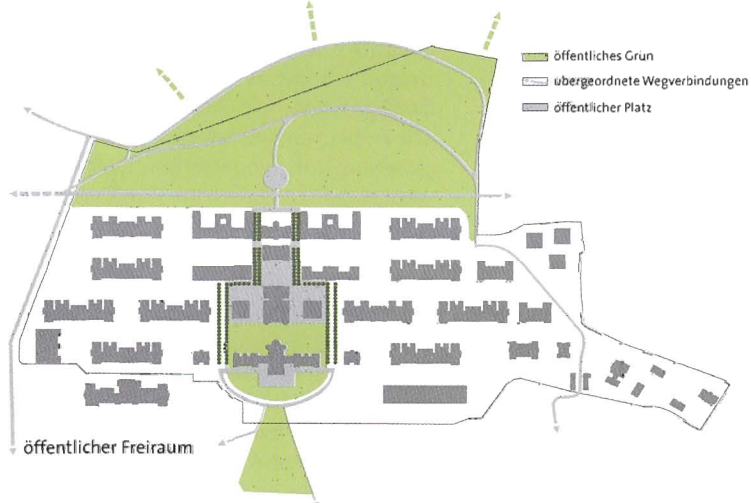 öffentliches Grün
übergeordnete Wegverbindungen
öffentlicher Platz
öffentlicher Freiraum